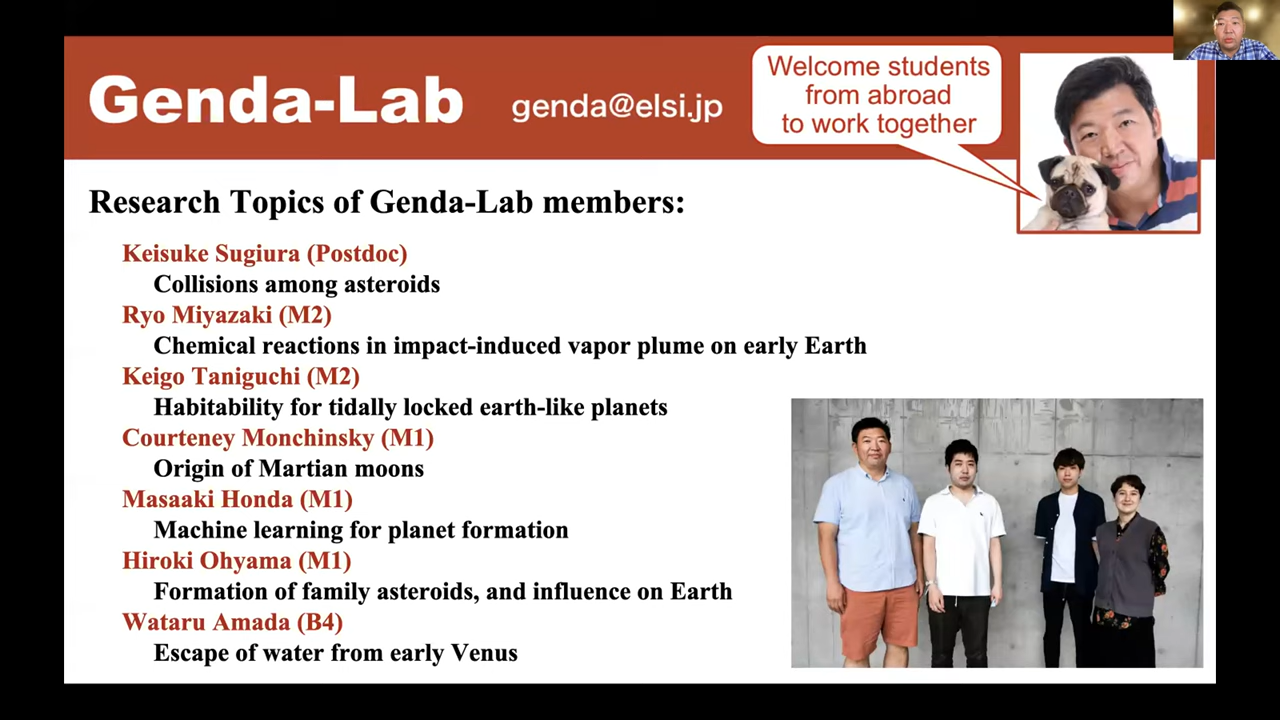 Genda-Lab genda@elsi.jp
Welcome students
from abroad
to work together
Research Topics of Genda-Lab members:
Keisuke Sugiura (Postdoc)
Collisions among asteroids
Ryo Miyazaki (M2)
Chemical reactions in impact-induced vapor plume on early Earth
Keigo Taniguchi (M2)
Habitability for tidally locked earth-like planets
Courteney Monchinsky (M1)
Origin of Martian moons
Masaaki Honda (M1)
Machine learning for planet formation
Hiroki Ohyama (M1)
Formation of family asteroids, and influence on Earth
Wataru Amada (B4)
Escape of water from early Venus